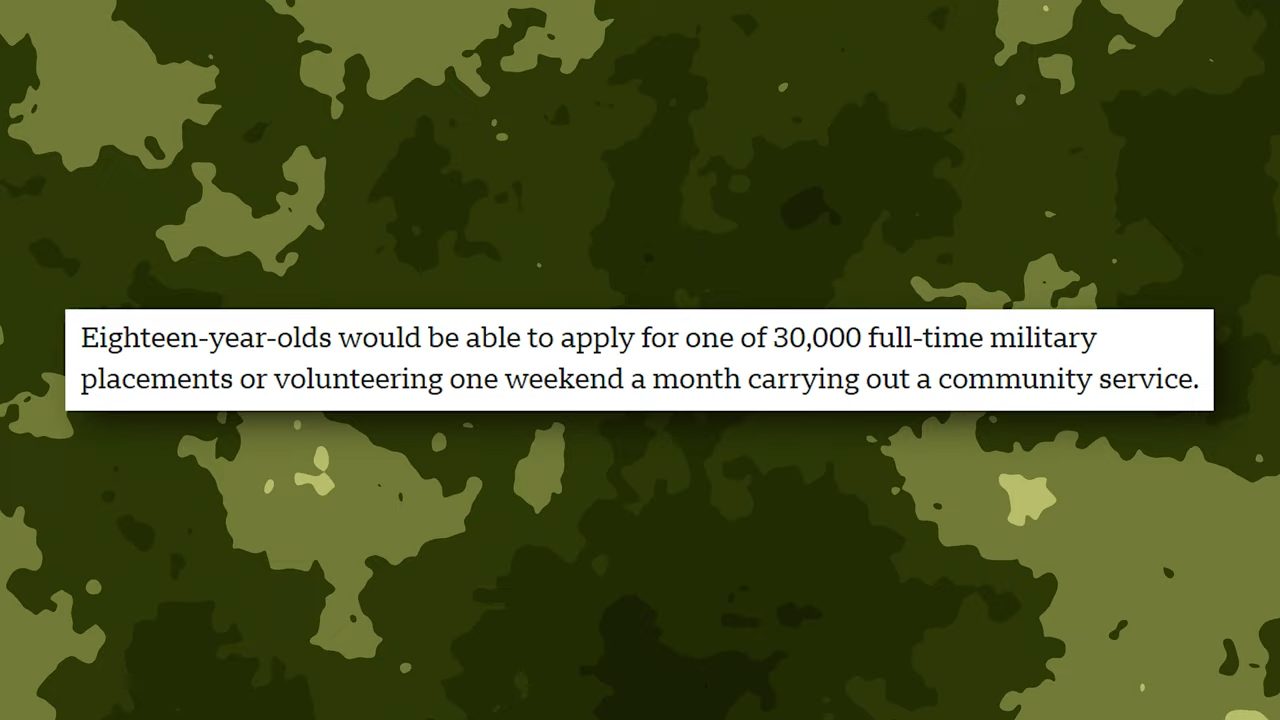 Eighteen-year-olds would be able to apply for one of 30,000 full-time military
placements or volunteering one weekend a month carrying out a community service.